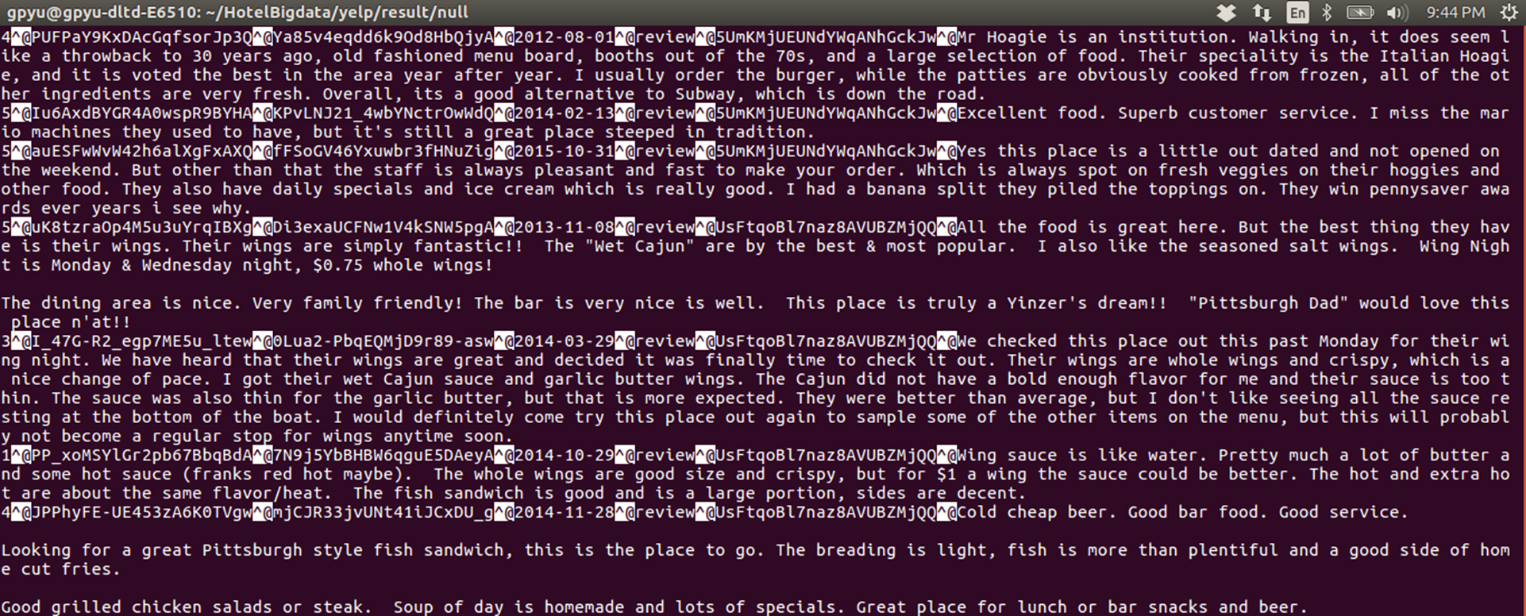 gpyu@gpyu-dltd-E6510: ~/HotelBigdata/yelp/result/null
En
9:44 PM
4^@PUFPaY9KxDAcGqfsorJp3Q^@Ya85v4eqdd6k9Od8HbQjyA^@2012-08-01^@review^@5UmKMjUEUNdYWqANhGckJw^@Mr Hoagie is an institution. Walking in, it does seem l
ike a throwback to 30 years ago, old fashioned menu board, booths out of the 70s, and a large selection of food. Their speciality is the Italian Hoagi
e, and it is voted the best in the area year after year. I usually order the burger, while the patties are obviously cooked from frozen, all of the ot
her ingredients are very fresh. Overall, its a good alternative to Subway, which is down the road.
5^@Iu6AxdBYGR4A0wspR9BYHA^@KPvLNJ21_4wbYNctrOwWdQ^@2014-02-13^@review^@5UmKMjUEUNdYWqANhGckJw^@Excellent food. Superb customer service. I miss the mar
io machines they used to have, but it's still a great place steeped in tradition.
5^@auESFwWvW42h6alXgFxAXQ^@fFSoGV46Yxuwbr3fHNuZig^@2015-10-31^@review^@5UmKMjUEUNdYWqANhGckJw^@Yes this place is a little out dated and not opened on
the weekend. But other than that the staff is always pleasant and fast to make your order. Which is always spot on fresh veggies on their hoggies and
other food. They also have daily specials and ice cream which is really good. I had a banana split they piled the toppings on. They win pennysaver awa
rds ever years i see why.
5^@uK8tzraOp4M5u3uYrqIBXg^@Di3exaUCFNw1V4kSNW5pgA^@2013-11-08^@review^@UsFtqoBl7naz8AVUBZMjQQ^@All the food is great here. But the best thing they hav
e is their wings. Their wings are simply fantastic!!  The "Wet Cajun" are by the best & most popular.  I also like the seasoned salt wings.  Wing Nigh
t is Monday & Wednesday night, $0.75 whole wings!
The dining area is nice. Very family friendly! The bar is very nice is well.  This place is truly a Yinzer's dream!!  "Pittsburgh Dad" would love this
place n'at!!
3^@I_47G-R2_egp7ME5u_ltew^@0Lua2-PbqEQMjD9r89-asw^@2014-03-29^@review^@UsFtqoBl7naz8AVUBZMjQQ^@We checked this place out this past Monday for their wi
ng night. We have heard that their wings are great and decided it was finally time to check it out. Their wings are whole wings and crispy, which is a
nice change of pace. I got their wet Cajun sauce and garlic butter wings. The Cajun did not have a bold enough flavor for me and their sauce is too t
hin. The sauce was also thin for the garlic butter, but that is more expected. They were better than average, but I don't like seeing all the sauce re
sting at the bottom of the boat. I would definitely come try this place out again to sample some of the other items on the menu, but this will probabl
y not become a regular stop for wings anytime soon.
1^@PP_xoMSYlGr2pb67BbqBdA^@7N9j5YbBHBW6qguE5DAeyA^@2014-10-29^@review^@UsFtqoBl7naz8AVUBZMjQQ^@Wing sauce is like water. Pretty much a lot of butter a
nd some hot sauce (franks red hot maybe).  The whole wings are good size and crispy, but for $1 a wing the sauce could be better. The hot and extra ho
t are about the same flavor/heat.  The fish sandwich is good and is a large portion, sides are decent.
4^@JPPhyFE-UE453zA6K0TVgw^@mjCJR33jvUNt41iJCxDU_g^@2014-11-28^@review^@UsFtqoBl7naz8AVUBZMjQQ^@Cold cheap beer. Good bar food. Good service.
Looking for a great Pittsburgh style fish sandwich, this is the place to go. The breading is light, fish is more than plentiful and a good side of hom
e cut fries.
Good grilled chicken salads or steak.  Soup of day is homemade and lots of specials. Great place for lunch or bar snacks and beer.